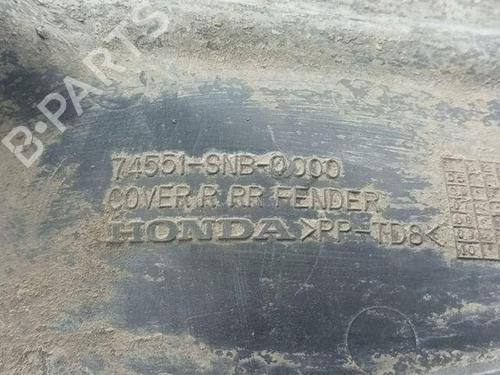 B-PARTS
74551-SNB-0000
COVER R RR FENDER
HONDA >PP-TD8<